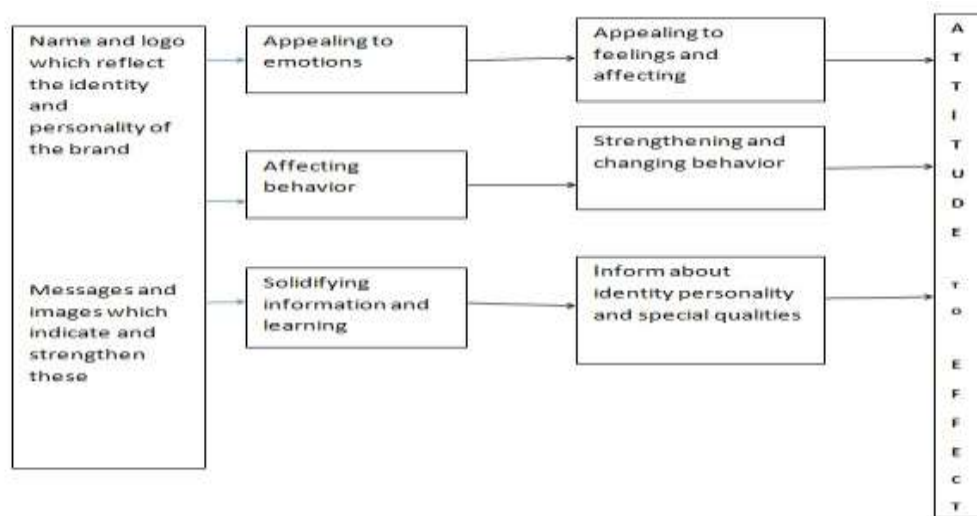 Name and logo
which reflect
the identity
and
personality of
the brand
Messages and
images which
indicate and
strengthen
these
Appealing to
emotions
Affecting
behavior
Solidifying
information and
learning
Appealing to
feelings and
affecting
Strengthening and
changing behavior
Inform about
identity personality
and special qualities
A
T
T
I
T
U
D
E
T
O
E
F
F
E
C
T